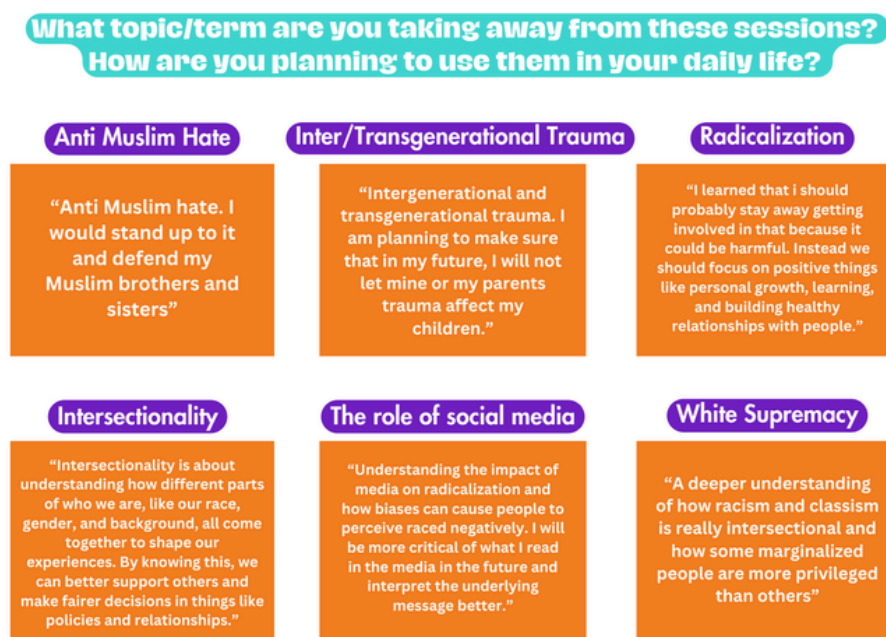 What topic/term are you taking away from these sessions?
How are you planning to use them in your daily life?
Anti Muslim Hate
“Anti Muslim hate. I
would stand up to it
and defend my
Muslim brothers and
sisters”
Inter/Transgenerational Trauma
“Intergenerational and
transgenerational trauma. I
am planning to make sure
that in my future, I will not
let mine or my parents
trauma affect my
children.”
Radicalization
“I learned that i should
probably stay away getting
involved in that because it
could be harmful. Instead we
should focus on positive things
like personal growth, learning,
and building healthy
relationships with people.”
Intersectionality
“Intersectionality is about
understanding how different parts
of who we are, like our race,
gender, and background, all come
together to shape our
experiences. By knowing this, we
can better support others and
make fairer decisions in things like
policies and relationships.”
The role of social media
“Understanding the impact of
media on radicalization and
how biases can cause people to
perceive raced negatively. I will
be more critical of what I read
in the media in the future and
interpret the underlying
message better.”
White Supremacy
“A deeper understanding
of how racism and classism
is really intersectional and
how some marginalized
people are more privileged
than others”